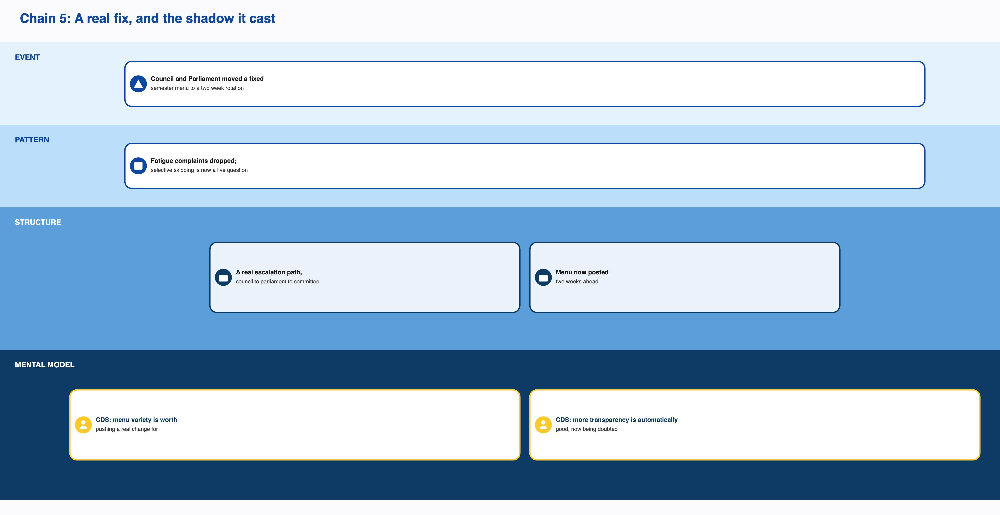 Chain 5: A real fix, and the shadow it cast
EVENT
Council and Parliament moved a fixed
semester menu to a two week rotation
PATTERN
Fatigue complaints dropped;
selective skipping is now a live question
STRUCTURE
A real escalation path,
council to parliament to committee
Menu now posted
two weeks ahead
MENTAL MODEL
CDS: menu variety is worth
pushing a real change for
CDS: more transparency is automatically
good, now being doubted